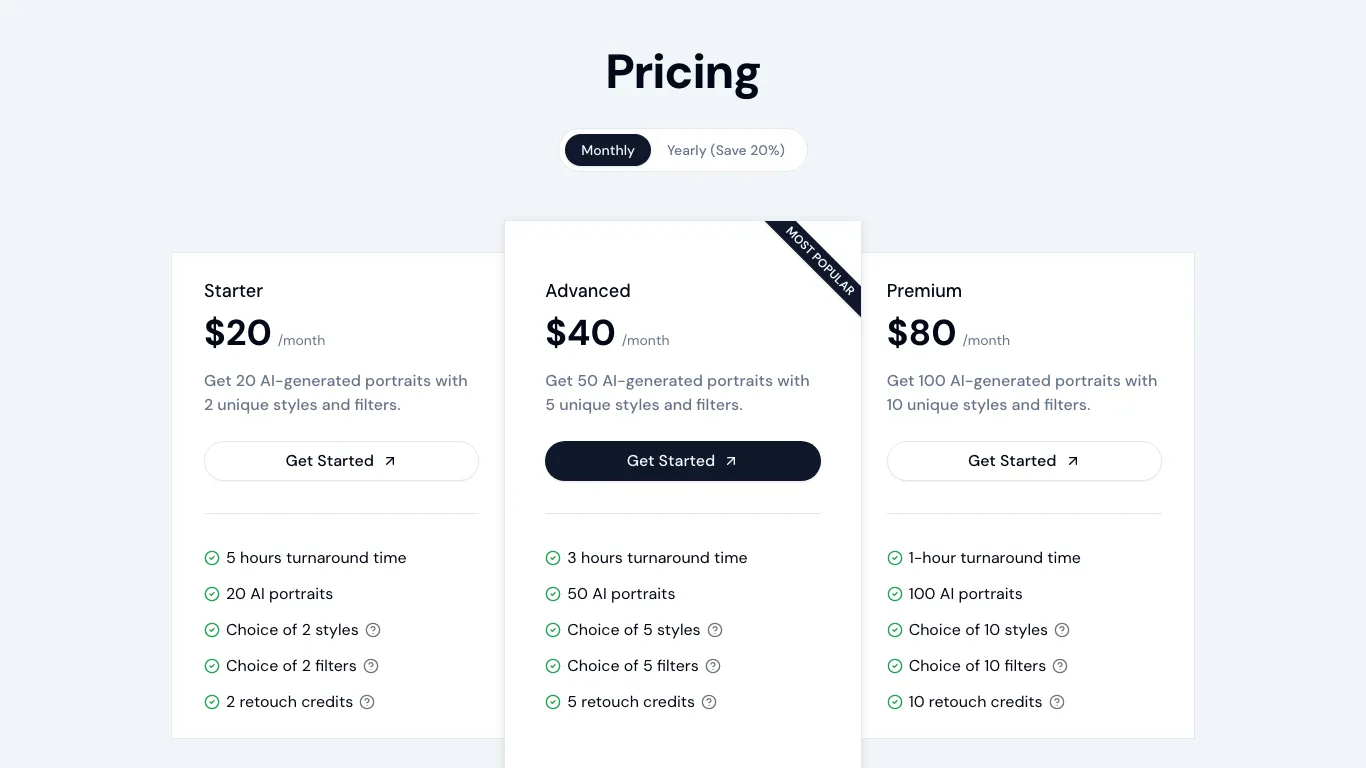 Pricing
Monthly
Yearly (Save 20%)
Starter
$20 /month
Get 20 AI-generated portraits with
2 unique styles and filters.
Get Started
5 hours turnaround time
20 AI portraits
Choice of 2 styles
Choice of 2 filters
2 retouch credits
MOST POPULAR
Advanced
$40 /month
Get 50 AI-generated portraits with
5 unique styles and filters.
Get Started
3 hours turnaround time
50 AI portraits
Choice of 5 styles
Choice of 5 filters
5 retouch credits
Premium
$80 /month
Get 100 AI-generated portraits with
10 unique styles and filters.
Get Started
1-hour turnaround time
100 AI portraits
Choice of 10 styles
Choice of 10 filters
10 retouch credits